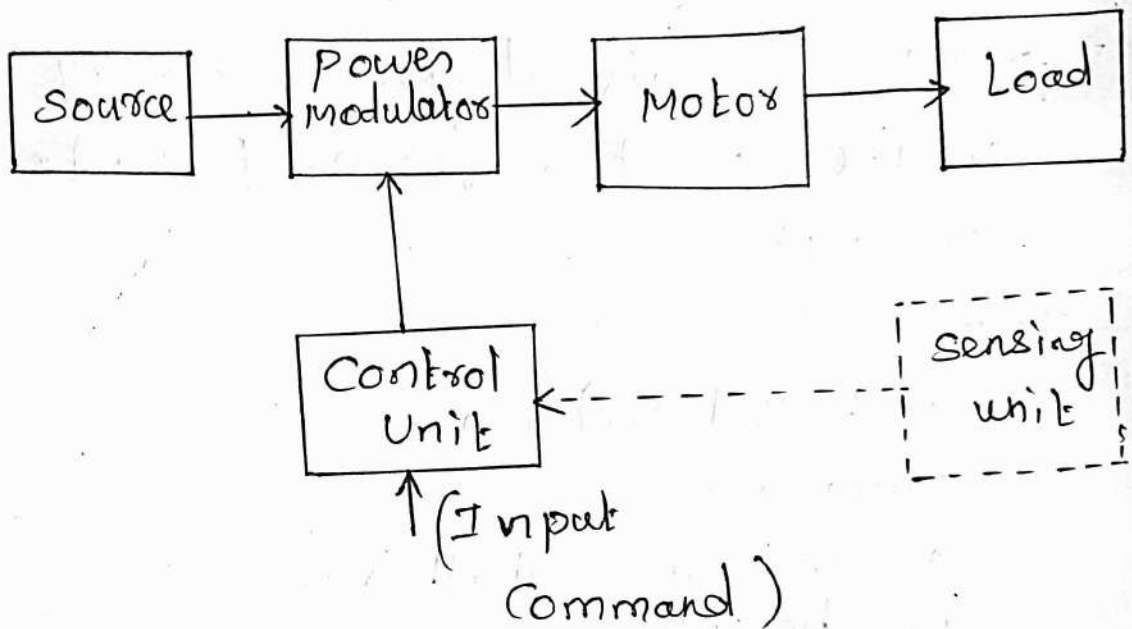 Source
Power
Modulator
Motor
Load
Control
Unit
Sensing
unit
(Input
Command)